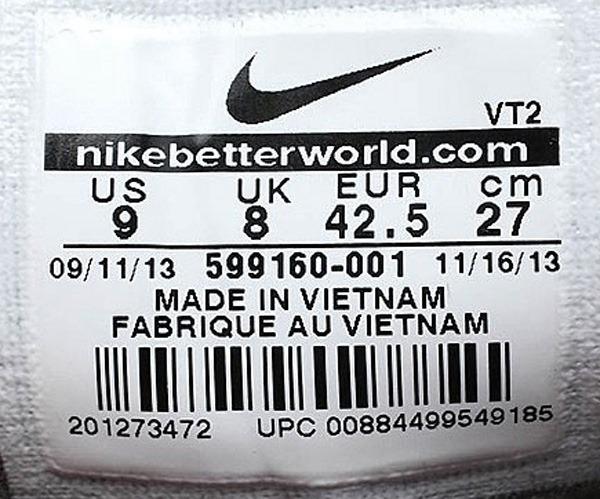 VT2
nikebetterworld.com
US UK EUR cm
9 8 42.5 27
09/11/13 599160-001 11/16/13
MADE IN VIETNAM
FABRIQUE AU VIETNAM
201273472 UPC 00884499549185